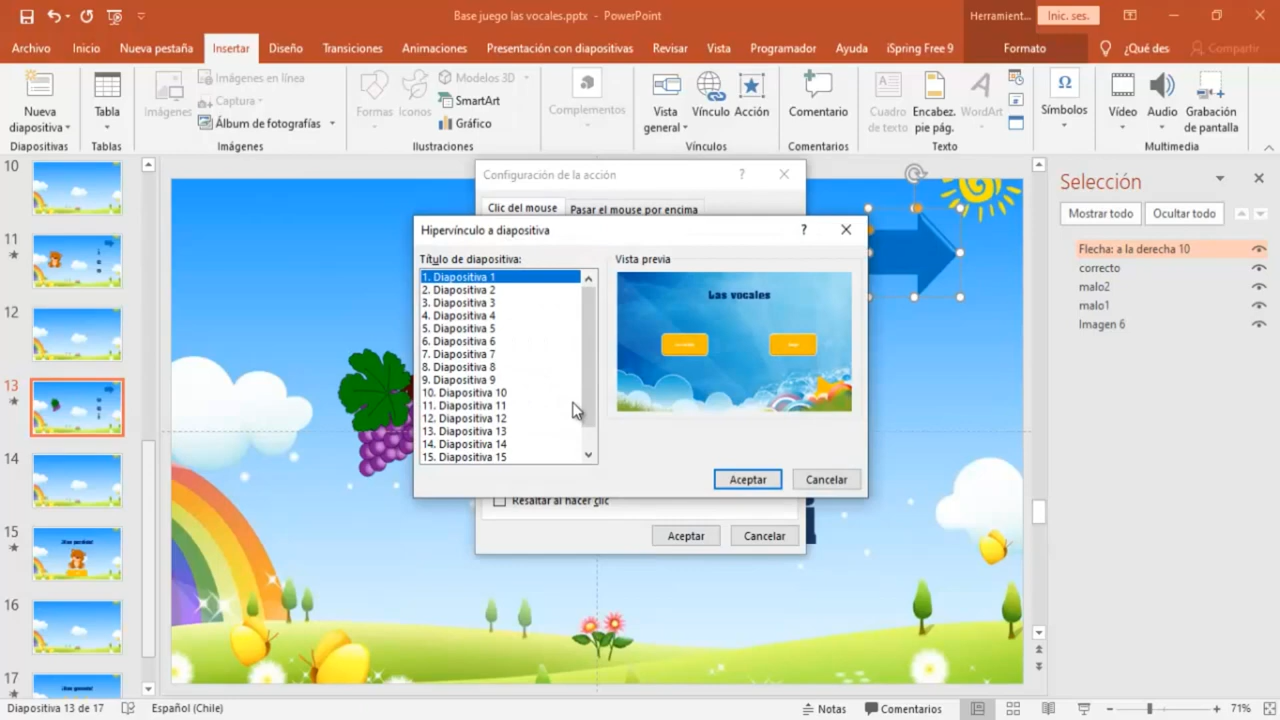 Base juego las vocales.pptx - PowerPoint
Herramient...
Inic. ses.
Archivo
Inicio
Nueva pestaña
Insertar
Diseño
Transiciones
Animaciones
Presentación con diapositivas
Revisar
Vista
Programador
Ayuda
iSpring Free 9
Formato
¿Qué des
Compartir
Nueva
diapositiva
Diapositivas
Tabla
Tablas
Imágenes
Imágenes en línea
Captura
Álbum de fotografías
Imágenes
Formas
Iconos
Modelos 3D
SmartArt
Gráfico
Ilustraciones
Complementos
Vista
general
Vínculo
Acción
Vínculos
Comentario
Comentarios
Cuadro
de texto
Encabez.
pie pág.
WordArt
Texto
Símbolos
Video
Audio
Grabación
de pantalla
Multimedia
10
11
12
13
14
15
16
17
Configuración de la acción
Clic del mouse
Pasar el mouse por encima
Hipervínculo a diapositiva
Título de diapositiva:
1. Diapositiva 1
2. Diapositiva 2
3. Diapositiva 3
4. Diapositiva 4
5. Diapositiva 5
6. Diapositiva 6
7. Diapositiva 7
8. Diapositiva 8
9. Diapositiva 9
10. Diapositiva 10
11. Diapositiva 11
12. Diapositiva 12
13. Diapositiva 13
14. Diapositiva 14
15. Diapositiva 15
Vista previa
Las vocales
Aceptar
Cancelar
Resaltar al hacer clic
Aceptar
Cancelar
Selección
Mostrar todo
Ocultar todo
Flecha: a la derecha 10
correcto
malo2
malo1
Imagen 6
Diapositiva 13 de 17
Español (Chile)
Notas
Comentarios
71%